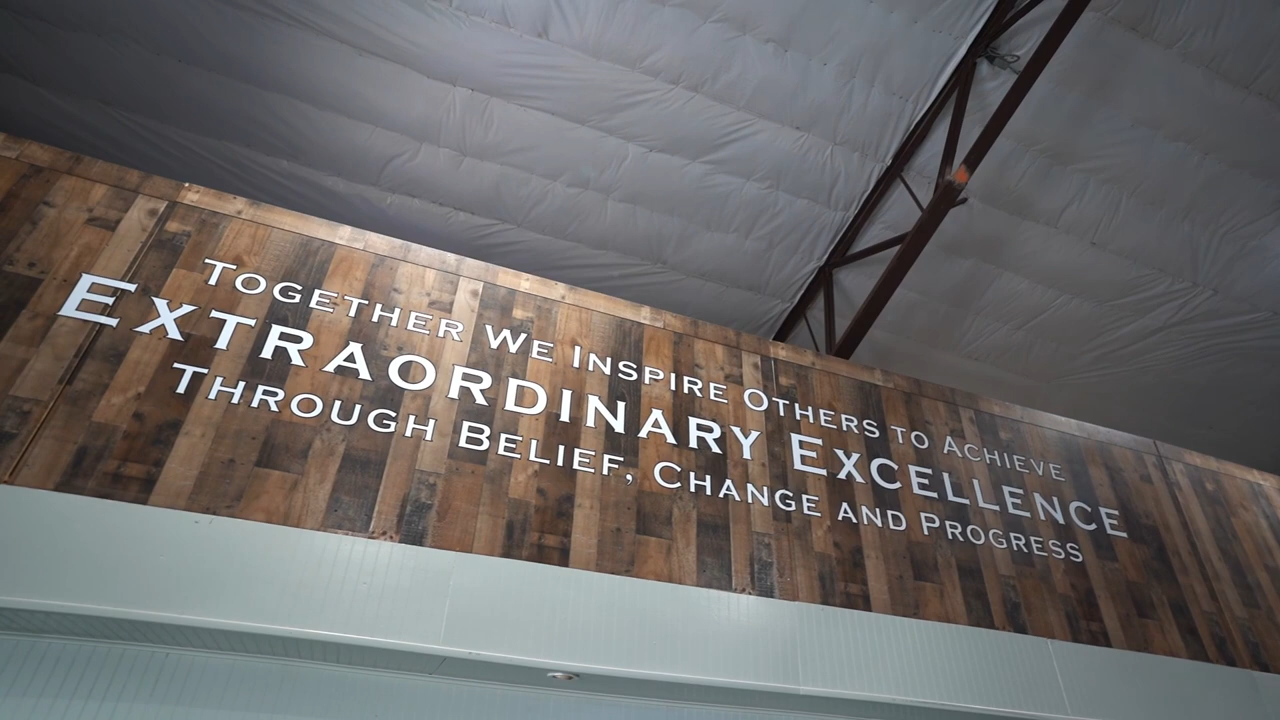 Together We Inspire Others to Achieve
Extraordinary Excellence
Through Belief, Change and Progress